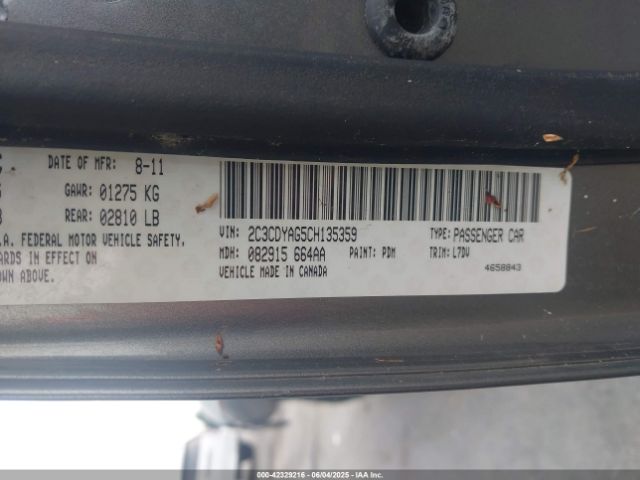 DATE OF MFR: 8-11
GAWR: 01275 KG
REAR: 02810 LB
.A. FEDERAL MOTOR VEHICLE SAFETY,
ARDS IN EFFECT ON
OWN ABOVE.
VIN: 2C3CDYAG5CH135359
TYPE: PASSENGER CAR
MDH: 082915 664AA
PAINT: PDM
TRIM: L7DV
VEHICLE MADE IN CANADA
4658843
000-42329216 - 06/04/2025 - IAA Inc.